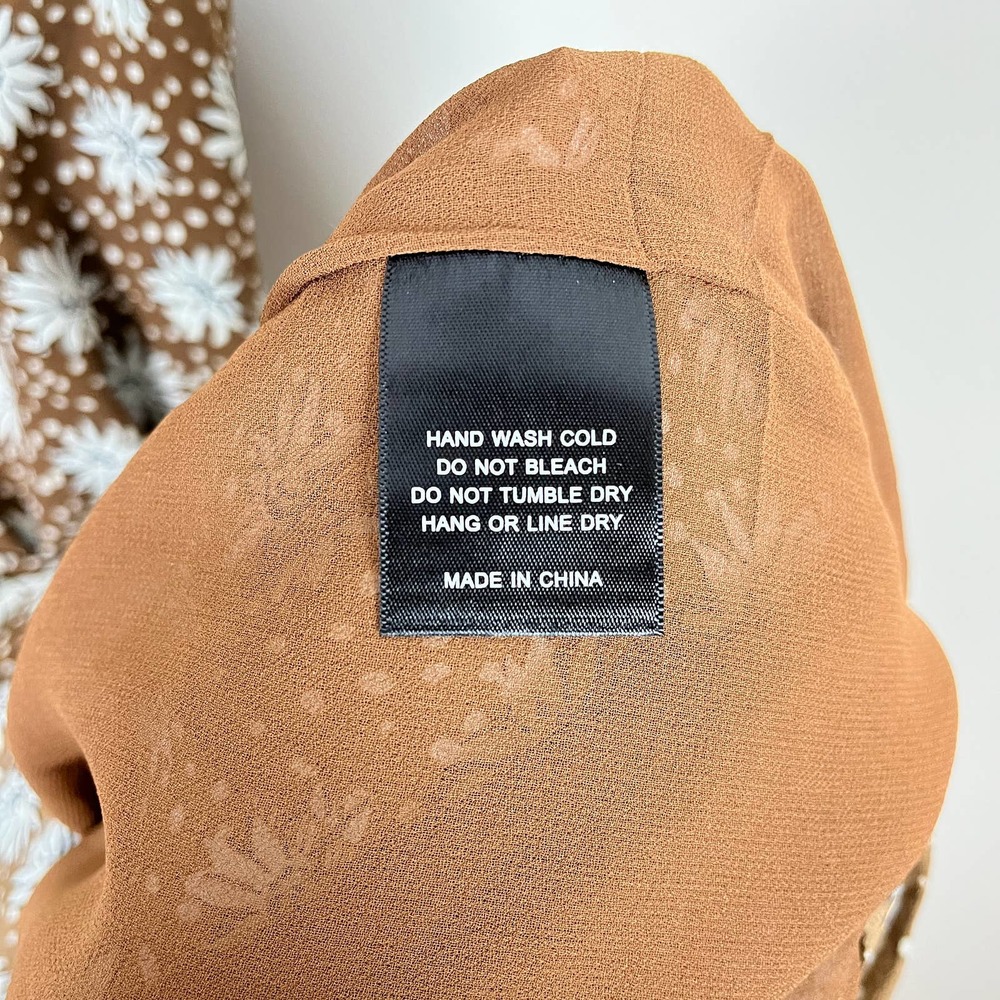 HAND WASH COLD
DO NOT BLEACH
DO NOT TUMBLE DRY
HANG OR LINE DRY
MADE IN CHINA